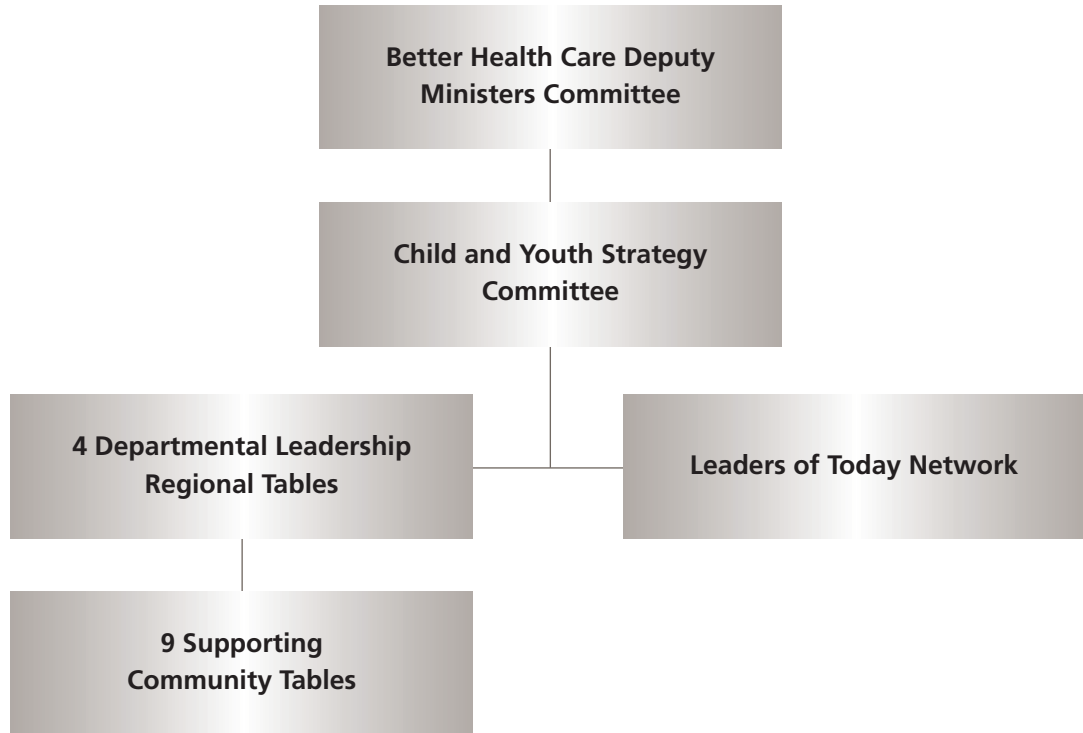 Better Health Care Deputy
Ministers Committee
Child and Youth Strategy
Committee
4 Departmental Leadership
Regional Tables
Leaders of Today Network
9 Supporting
Community Tables